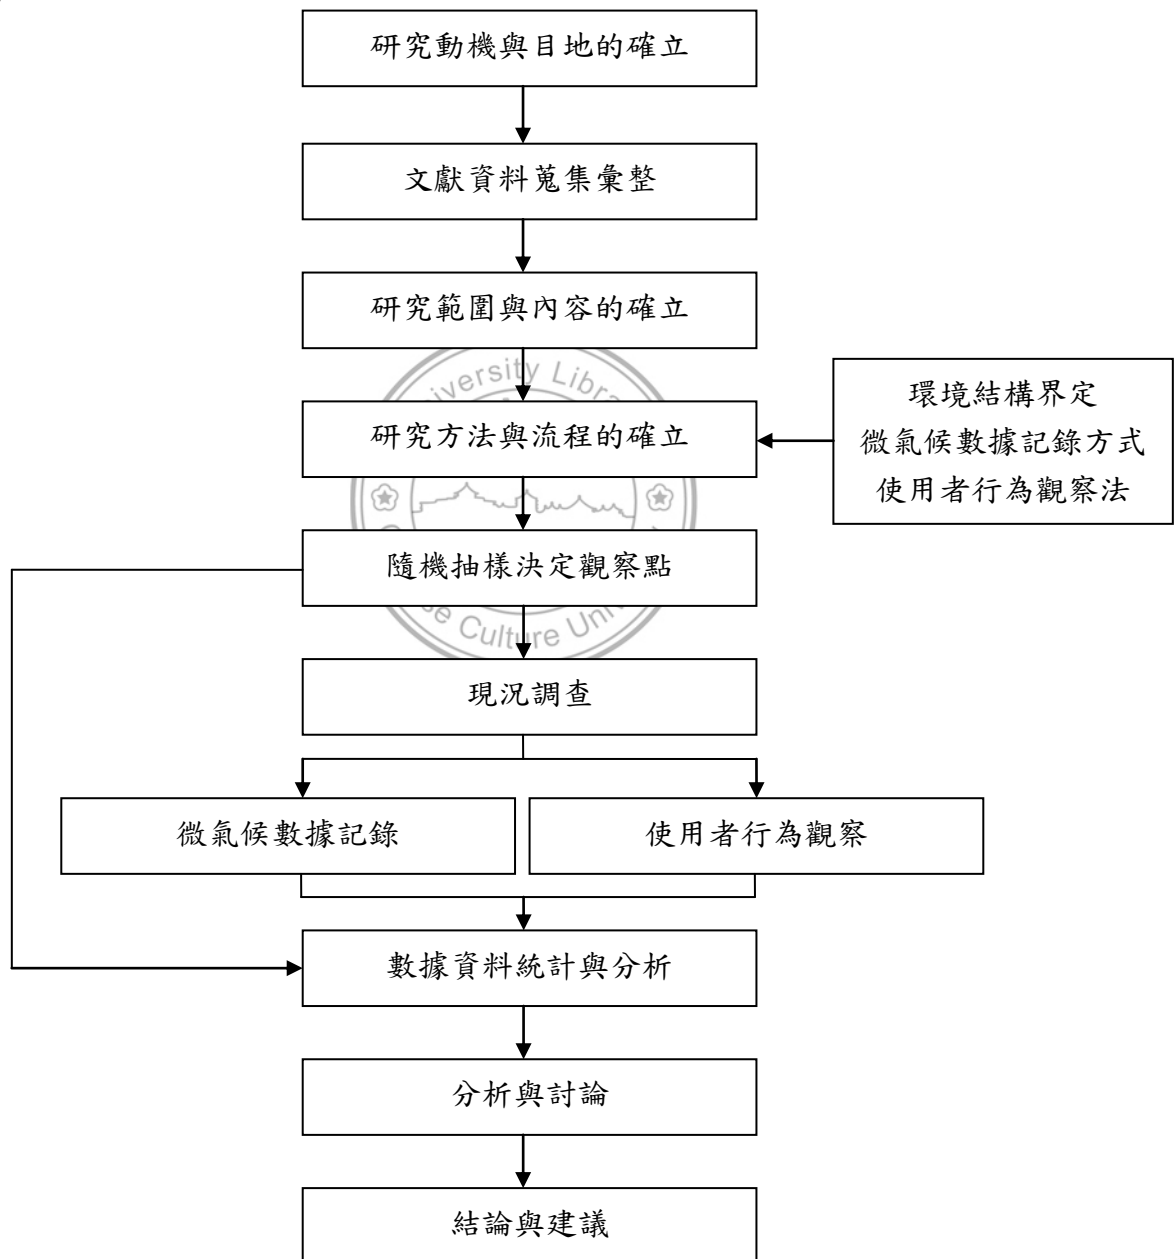 研究動機與目地的確立
文獻資料蒐集彙整
研究範圍與內容的確立
研究方法與流程的確立
環境結構界定
微氣候數據記錄方式
使用者行為觀察法
隨機抽樣決定觀察點
現況調查
微氣候數據記錄
使用者行為觀察
數據資料統計與分析
分析與討論
結論與建議
Culture